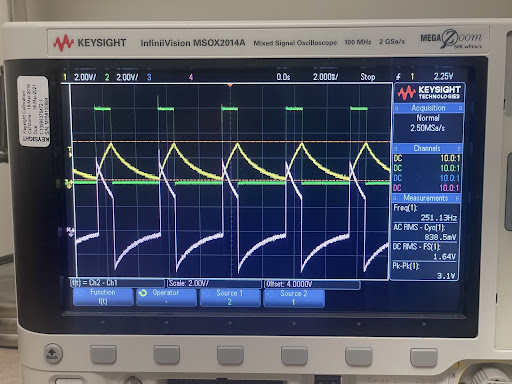 KEYSIGHT InfiniiVision MSOX2014A Mixed Signal Oscilloscope 100 MHz 2 GSa/s MEGA Zoom
50K wfms/s
1 2.00V/ 2 2.00V/ 3 4 0.0s 2.000ms/ Stop 1 2.25V
KEYSIGHT
TECHNOLOGIES
Acquisition
Normal
2.50MSa/s
Channels
DC 10.0:1
DC 10.0:1
DC 10.0:1
DC 10.0:1
Measurements
Freq(1):
251.13Hz
AC RMS - Cyc(1):
838.5mV
DC RMS - FS(1):
1.64V
Pk-Pk(1):
3.1V
f(t) = Ch2 - Ch1 Scale: 2.00V/ Offset: 4.0000V
Function
f(t)
Operator
-
Source 1
2
Source 2
1
Back